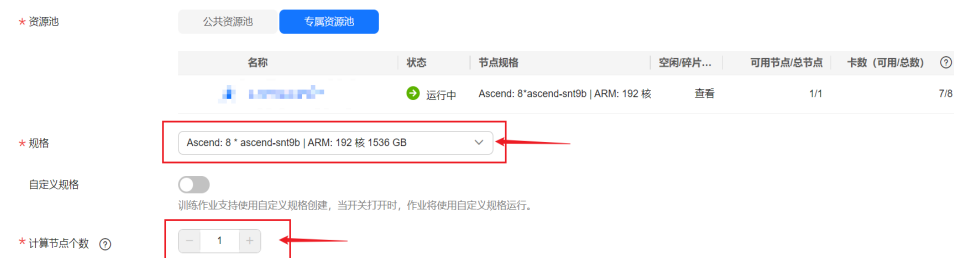 * 资源池 公共资源池 专属资源池
名称 状态 节点规格 空闲/碎片... 可用节点/总节点 卡数（可用/总数） ?
运行中 Ascend: 8*ascend-snt9b | ARM: 192 核 查看 1/1 7/8
* 规格 Ascend: 8 * ascend-snt9b | ARM: 192 核 1536 GB
自定义规格
训练作业支持使用自定义规格创建，当开关打开时，作业将使用自定义规格运行。
* 计算节点个数 ? − 1 +